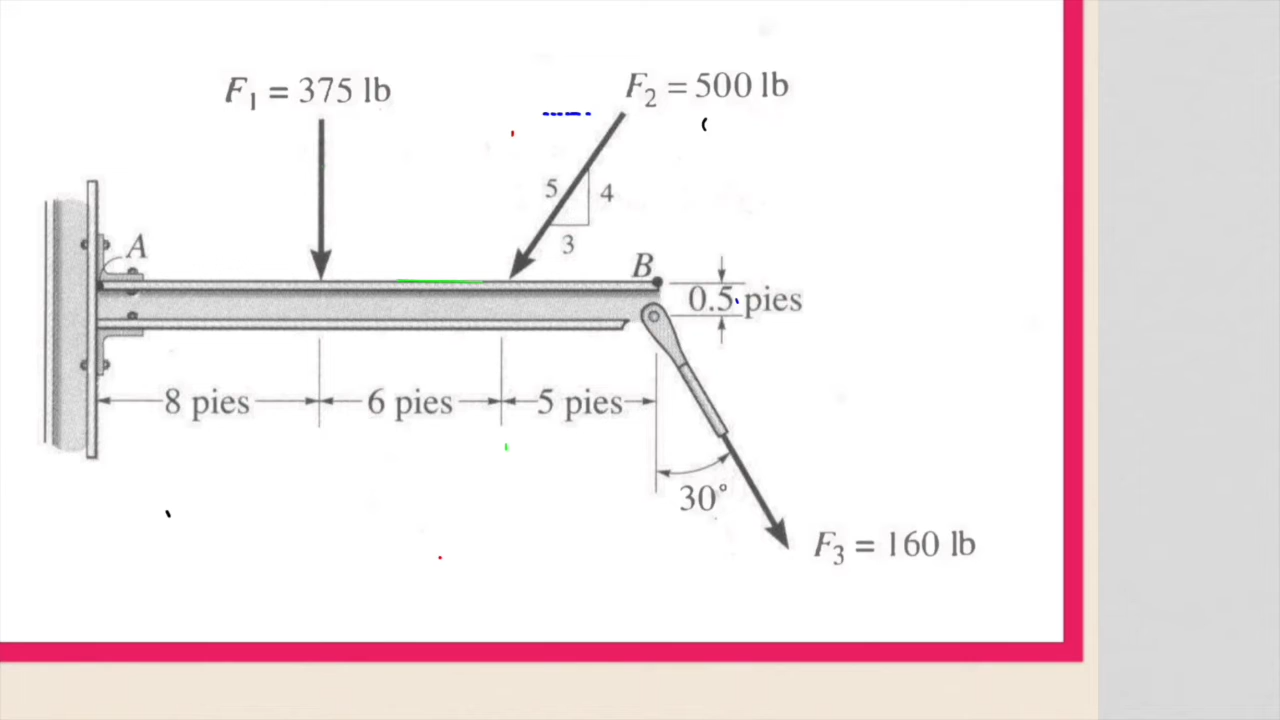 F₁ = 375 lb
F₂ = 500 lb
5
4
3
A
B
0.5 pies
8 pies
6 pies
5 pies
30°
F₃ = 160 lb